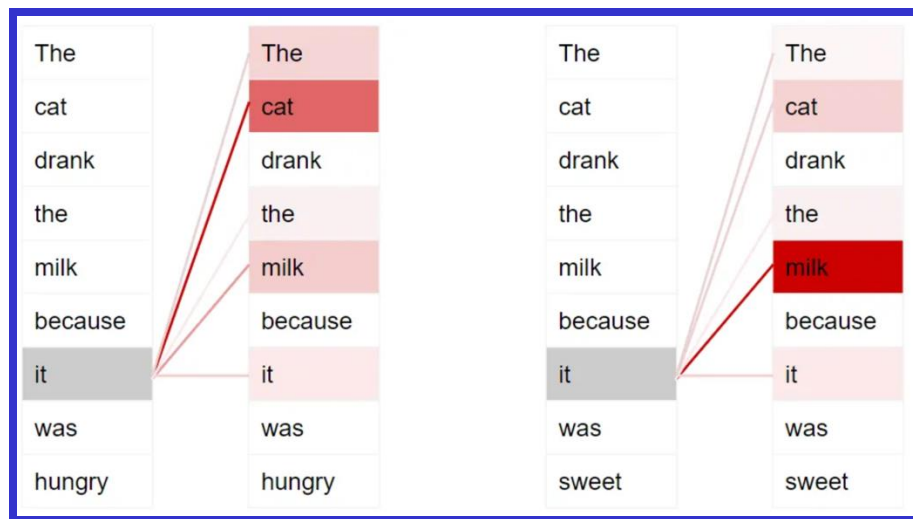 The The The The
cat cat cat cat
drank drank drank drank
the the the the
milk milk milk milk
because because because because
it it it it
was was was was
hungry hungry sweet sweet